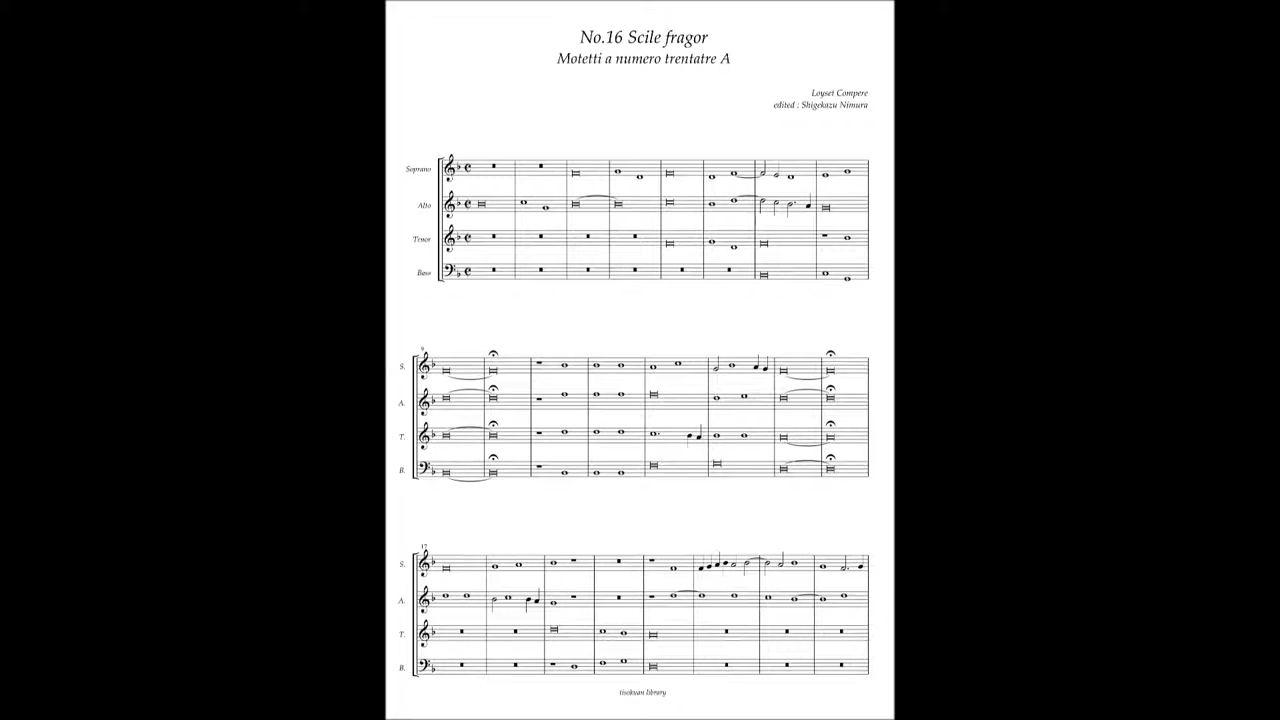 No.16 Scile fragor
Motetti a numero trentatre A
Loyset Compere
edited : Shigekazu Nimura
Soprano
Alto
Tenor
Bass
9
S.
A.
T.
B.
17
S.
A.
T.
B.
tisokuan library